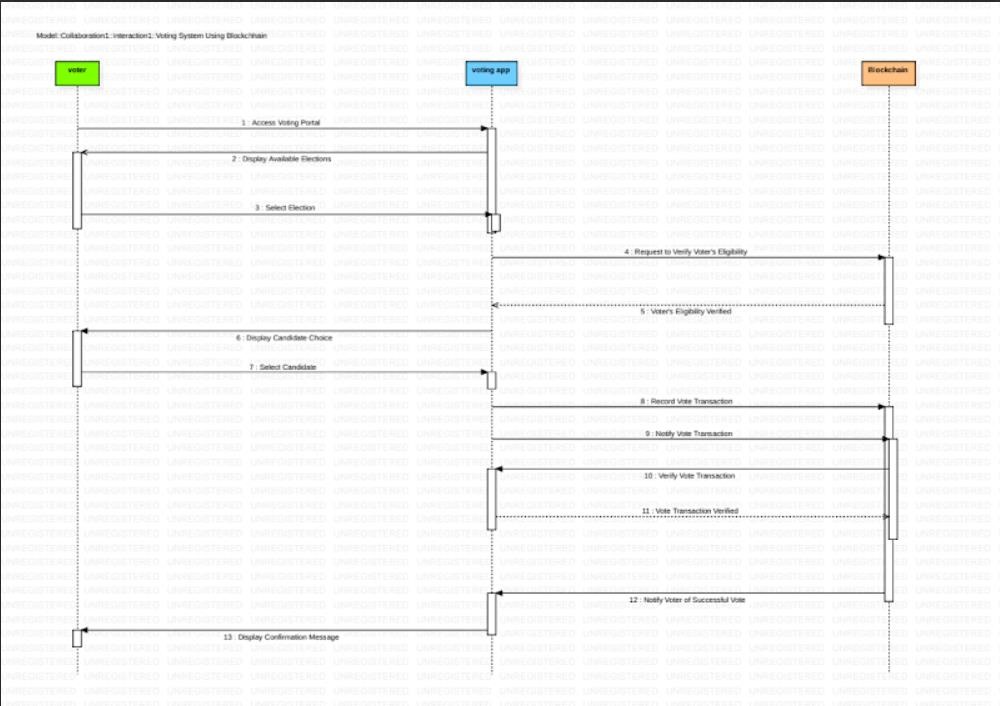 Model::Collaboration1::Interaction1::Voting System Using Blockchhain
voter
voting app
Blockchain
1 : Access Voting Portal
2 : Display Available Elections
3 : Select Election
4 : Request to Verify Voter's Eligibility
5 : Voter's Eligibility Verified
6 : Display Candidate Choice
7 : Select Candidate
8 : Record Vote Transaction
9 : Notify Vote Transaction
10 : Verify Vote Transaction
11 : Vote Transaction Verified
12 : Notify Voter of Successful Vote
13 : Display Confirmation Message
UNREGISTERED